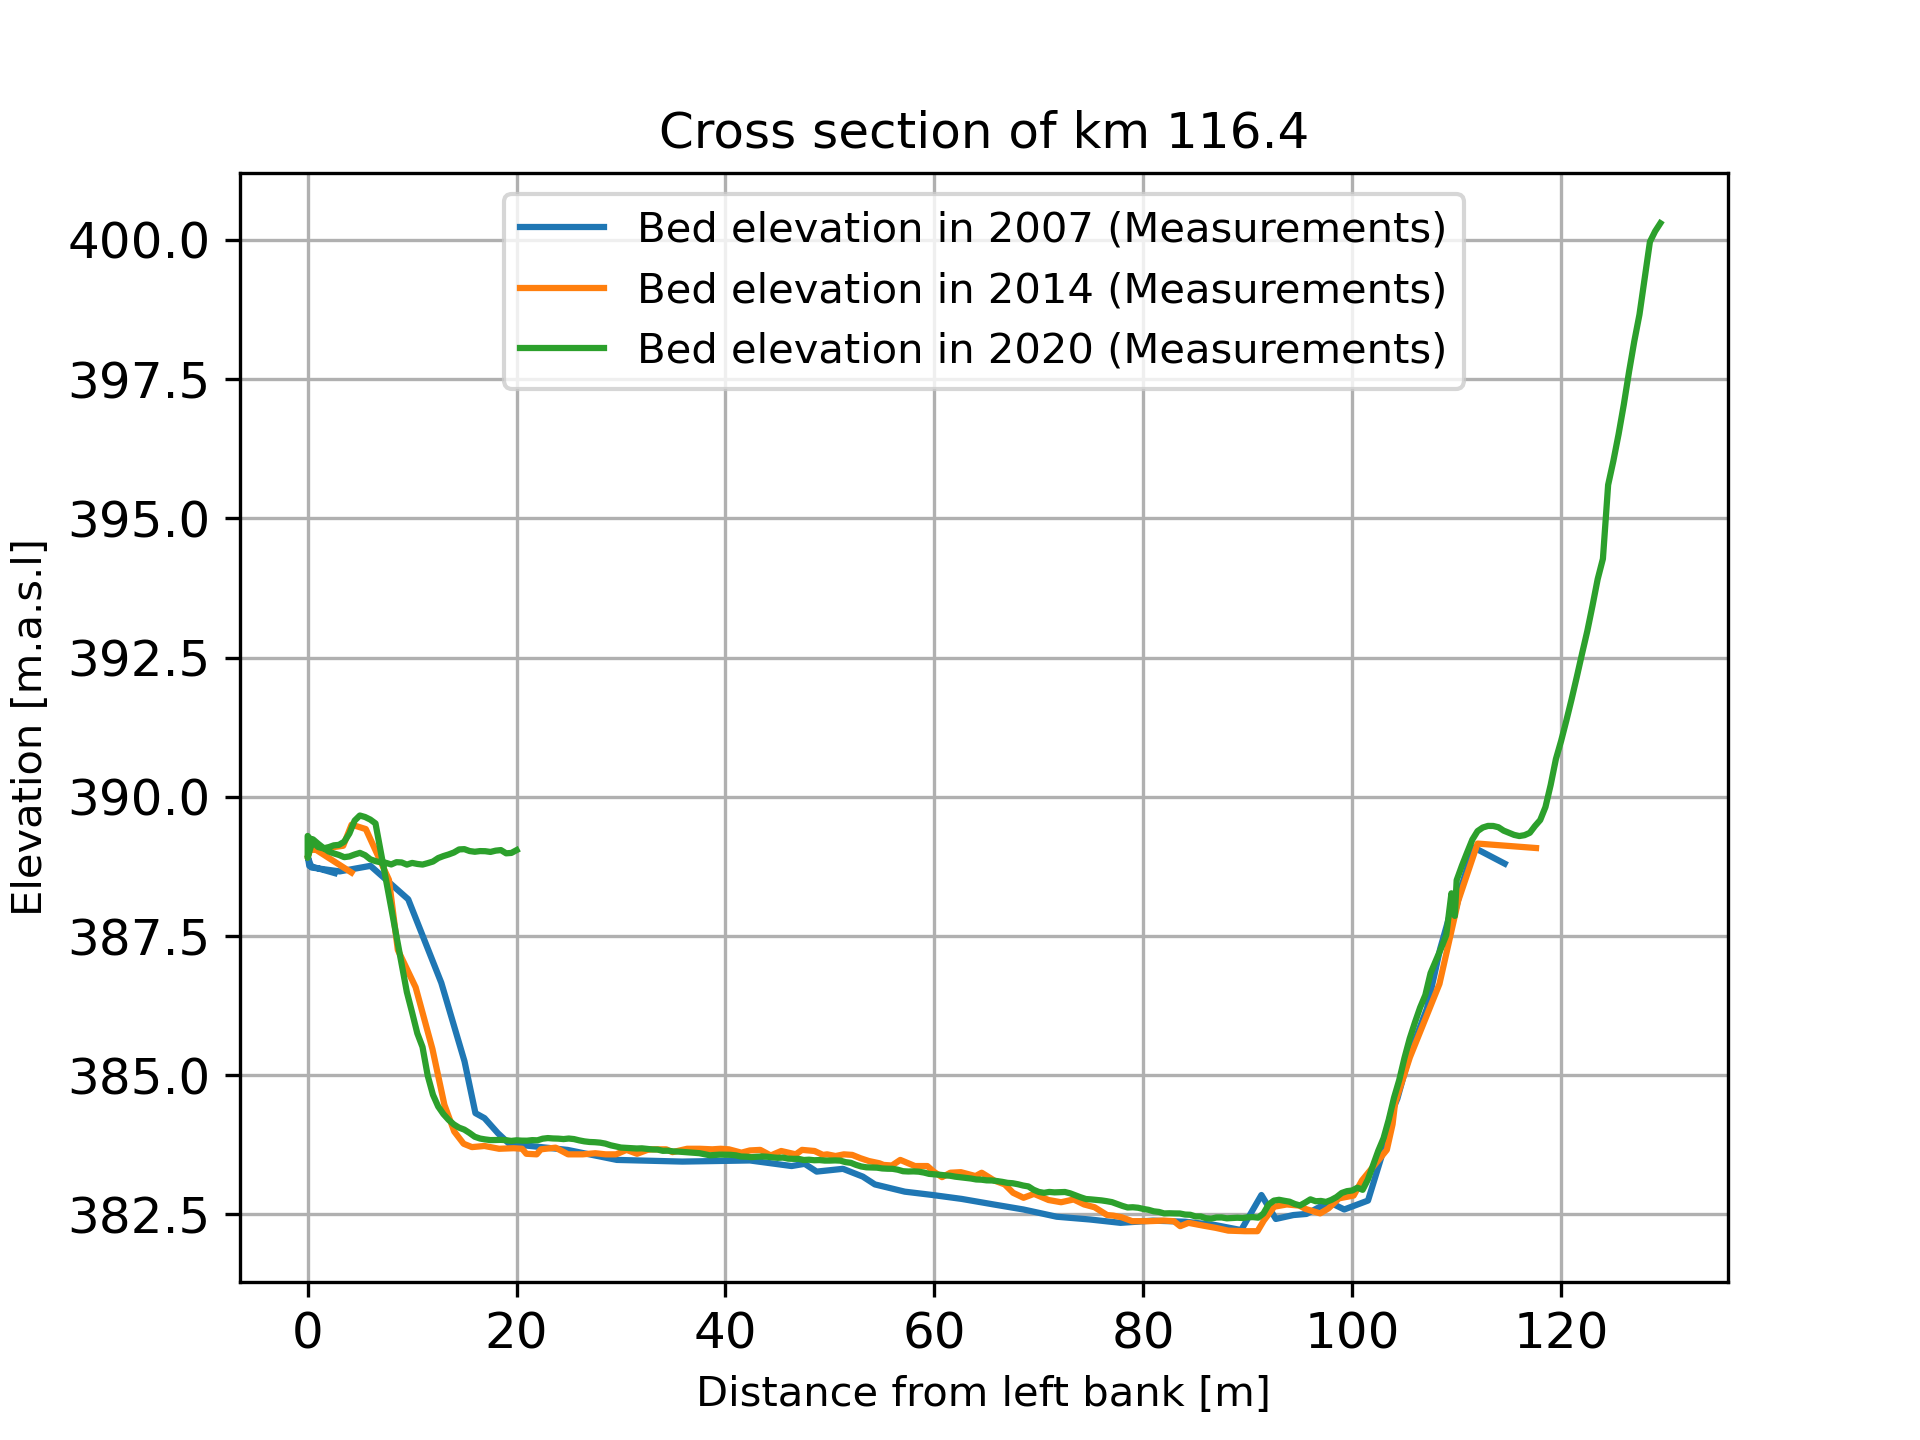 Cross section of km 116.4
Bed elevation in 2007 (Measurements)
Bed elevation in 2014 (Measurements)
Bed elevation in 2020 (Measurements)
400.0
397.5
395.0
392.5
390.0
387.5
385.0
382.5
Elevation [m.a.s.l]
0 20 40 60 80 100 120
Distance from left bank [m]